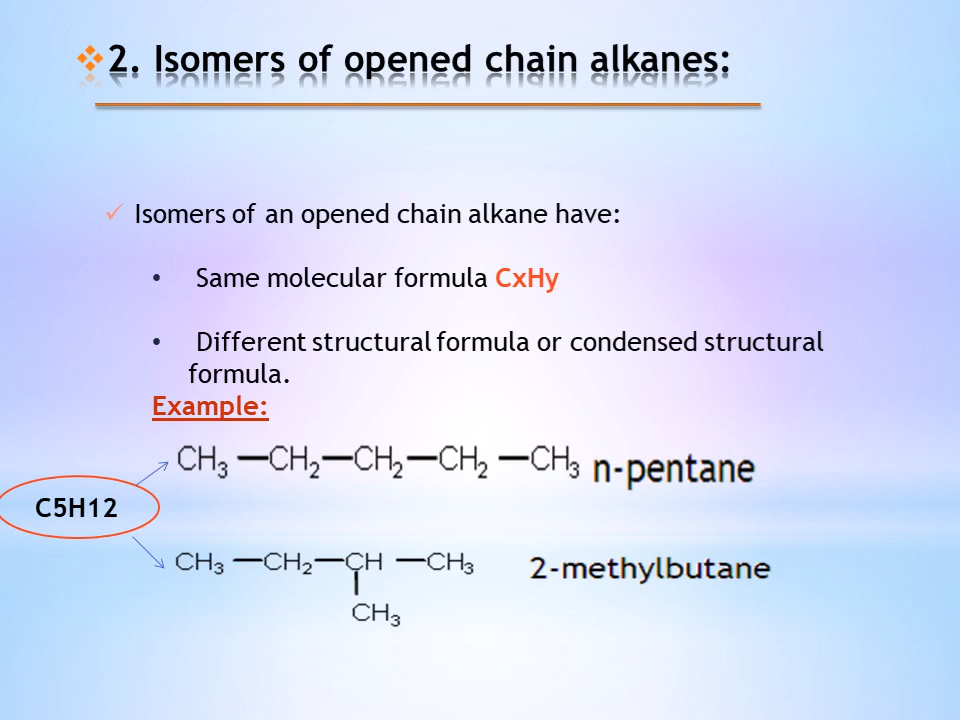 ❖2. Isomers of opened chain alkanes:
✓ Isomers of an opened chain alkane have:
• Same molecular formula CxHy
• Different structural formula or condensed structural
formula.
Example:
CH₃ —CH₂—CH₂—CH₂ —CH₃ n-pentane
C5H12
CH₃ —CH₂—CH —CH₃ 2-methylbutane
CH₃